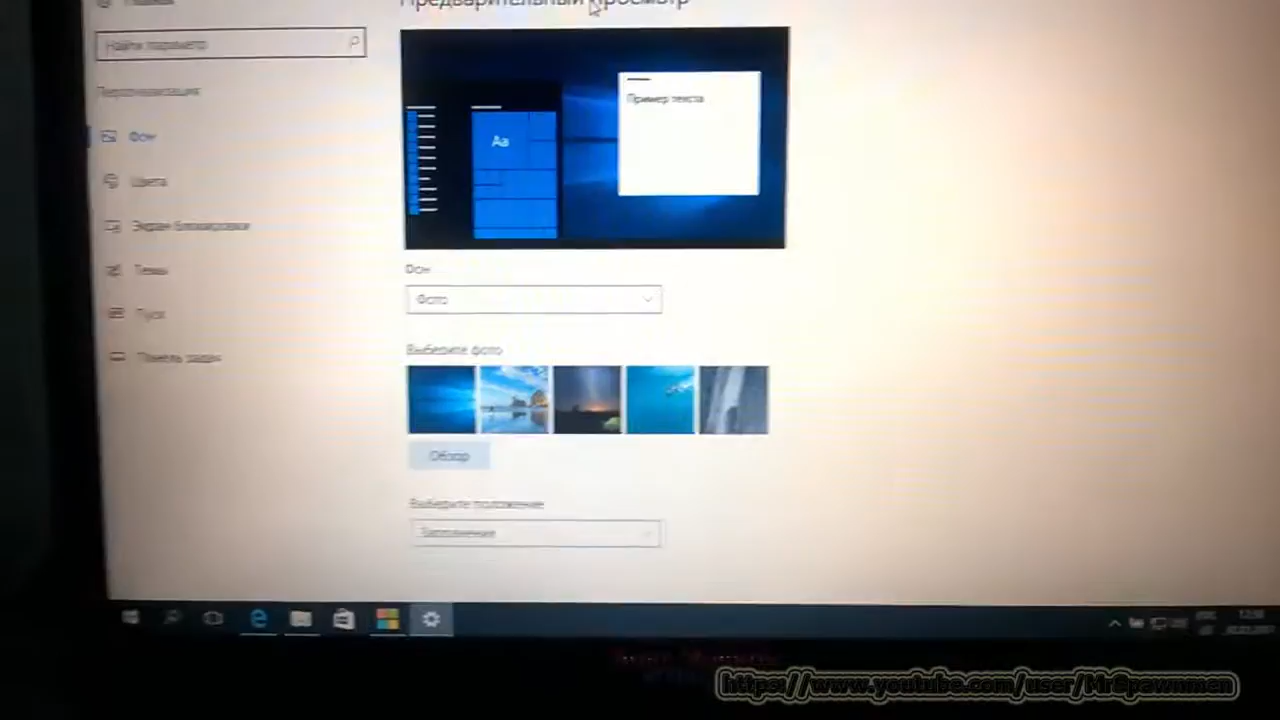 Предварительный просмотр
Найти параметр
Персонализация
Пример текста
Aa
Фон
Цвета
Экран блокировки
Темы
Пуск
Панель задач
Фон
Фото
Выберите фото
Обзор
Выберите положение
Заполнение
https://www.youtube.com/user/MrSpawnmen